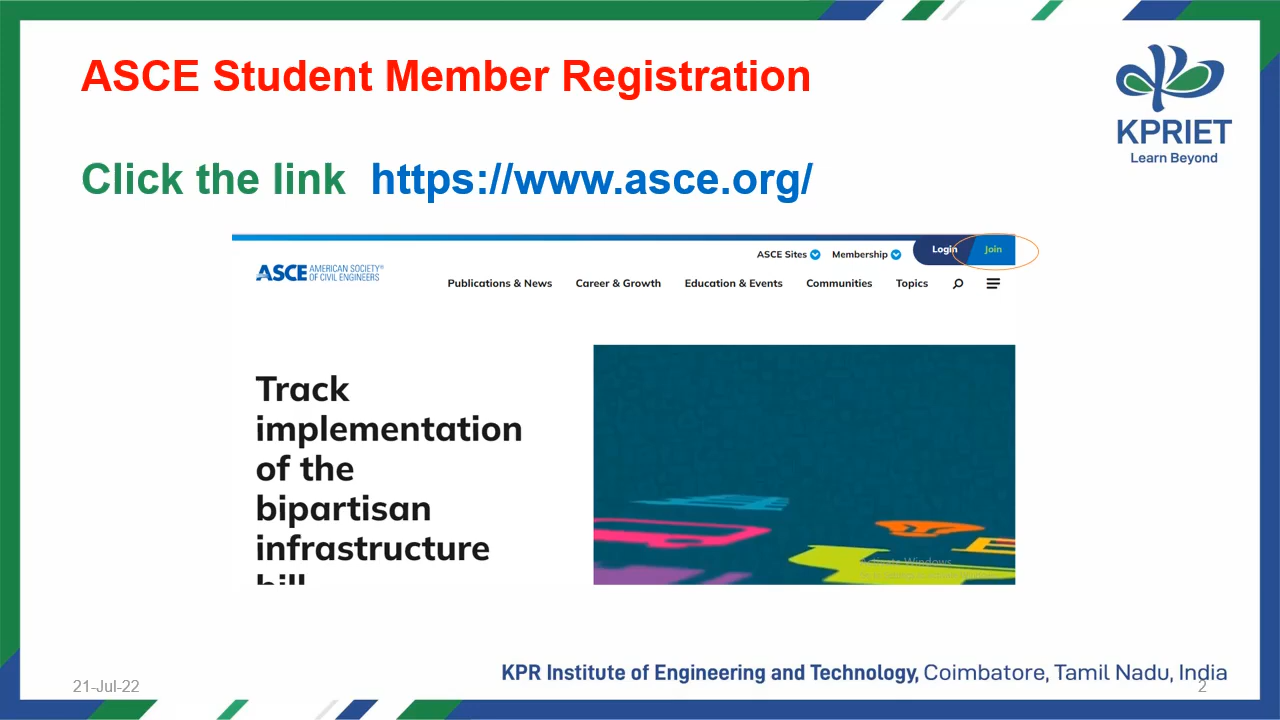 ASCE Student Member Registration
KPRIET
Learn Beyond
Click the link https://www.asce.org/
ASCE Sites Membership Login Join
ASCE AMERICAN SOCIETY®
OF CIVIL ENGINEERS
Publications & News Career & Growth Education & Events Communities Topics
Track
implementation
of the
bipartisan
infrastructure
bill
Windows
KPR Institute of Engineering and Technology, Coimbatore, Tamil Nadu, India
21-Jul-22
2